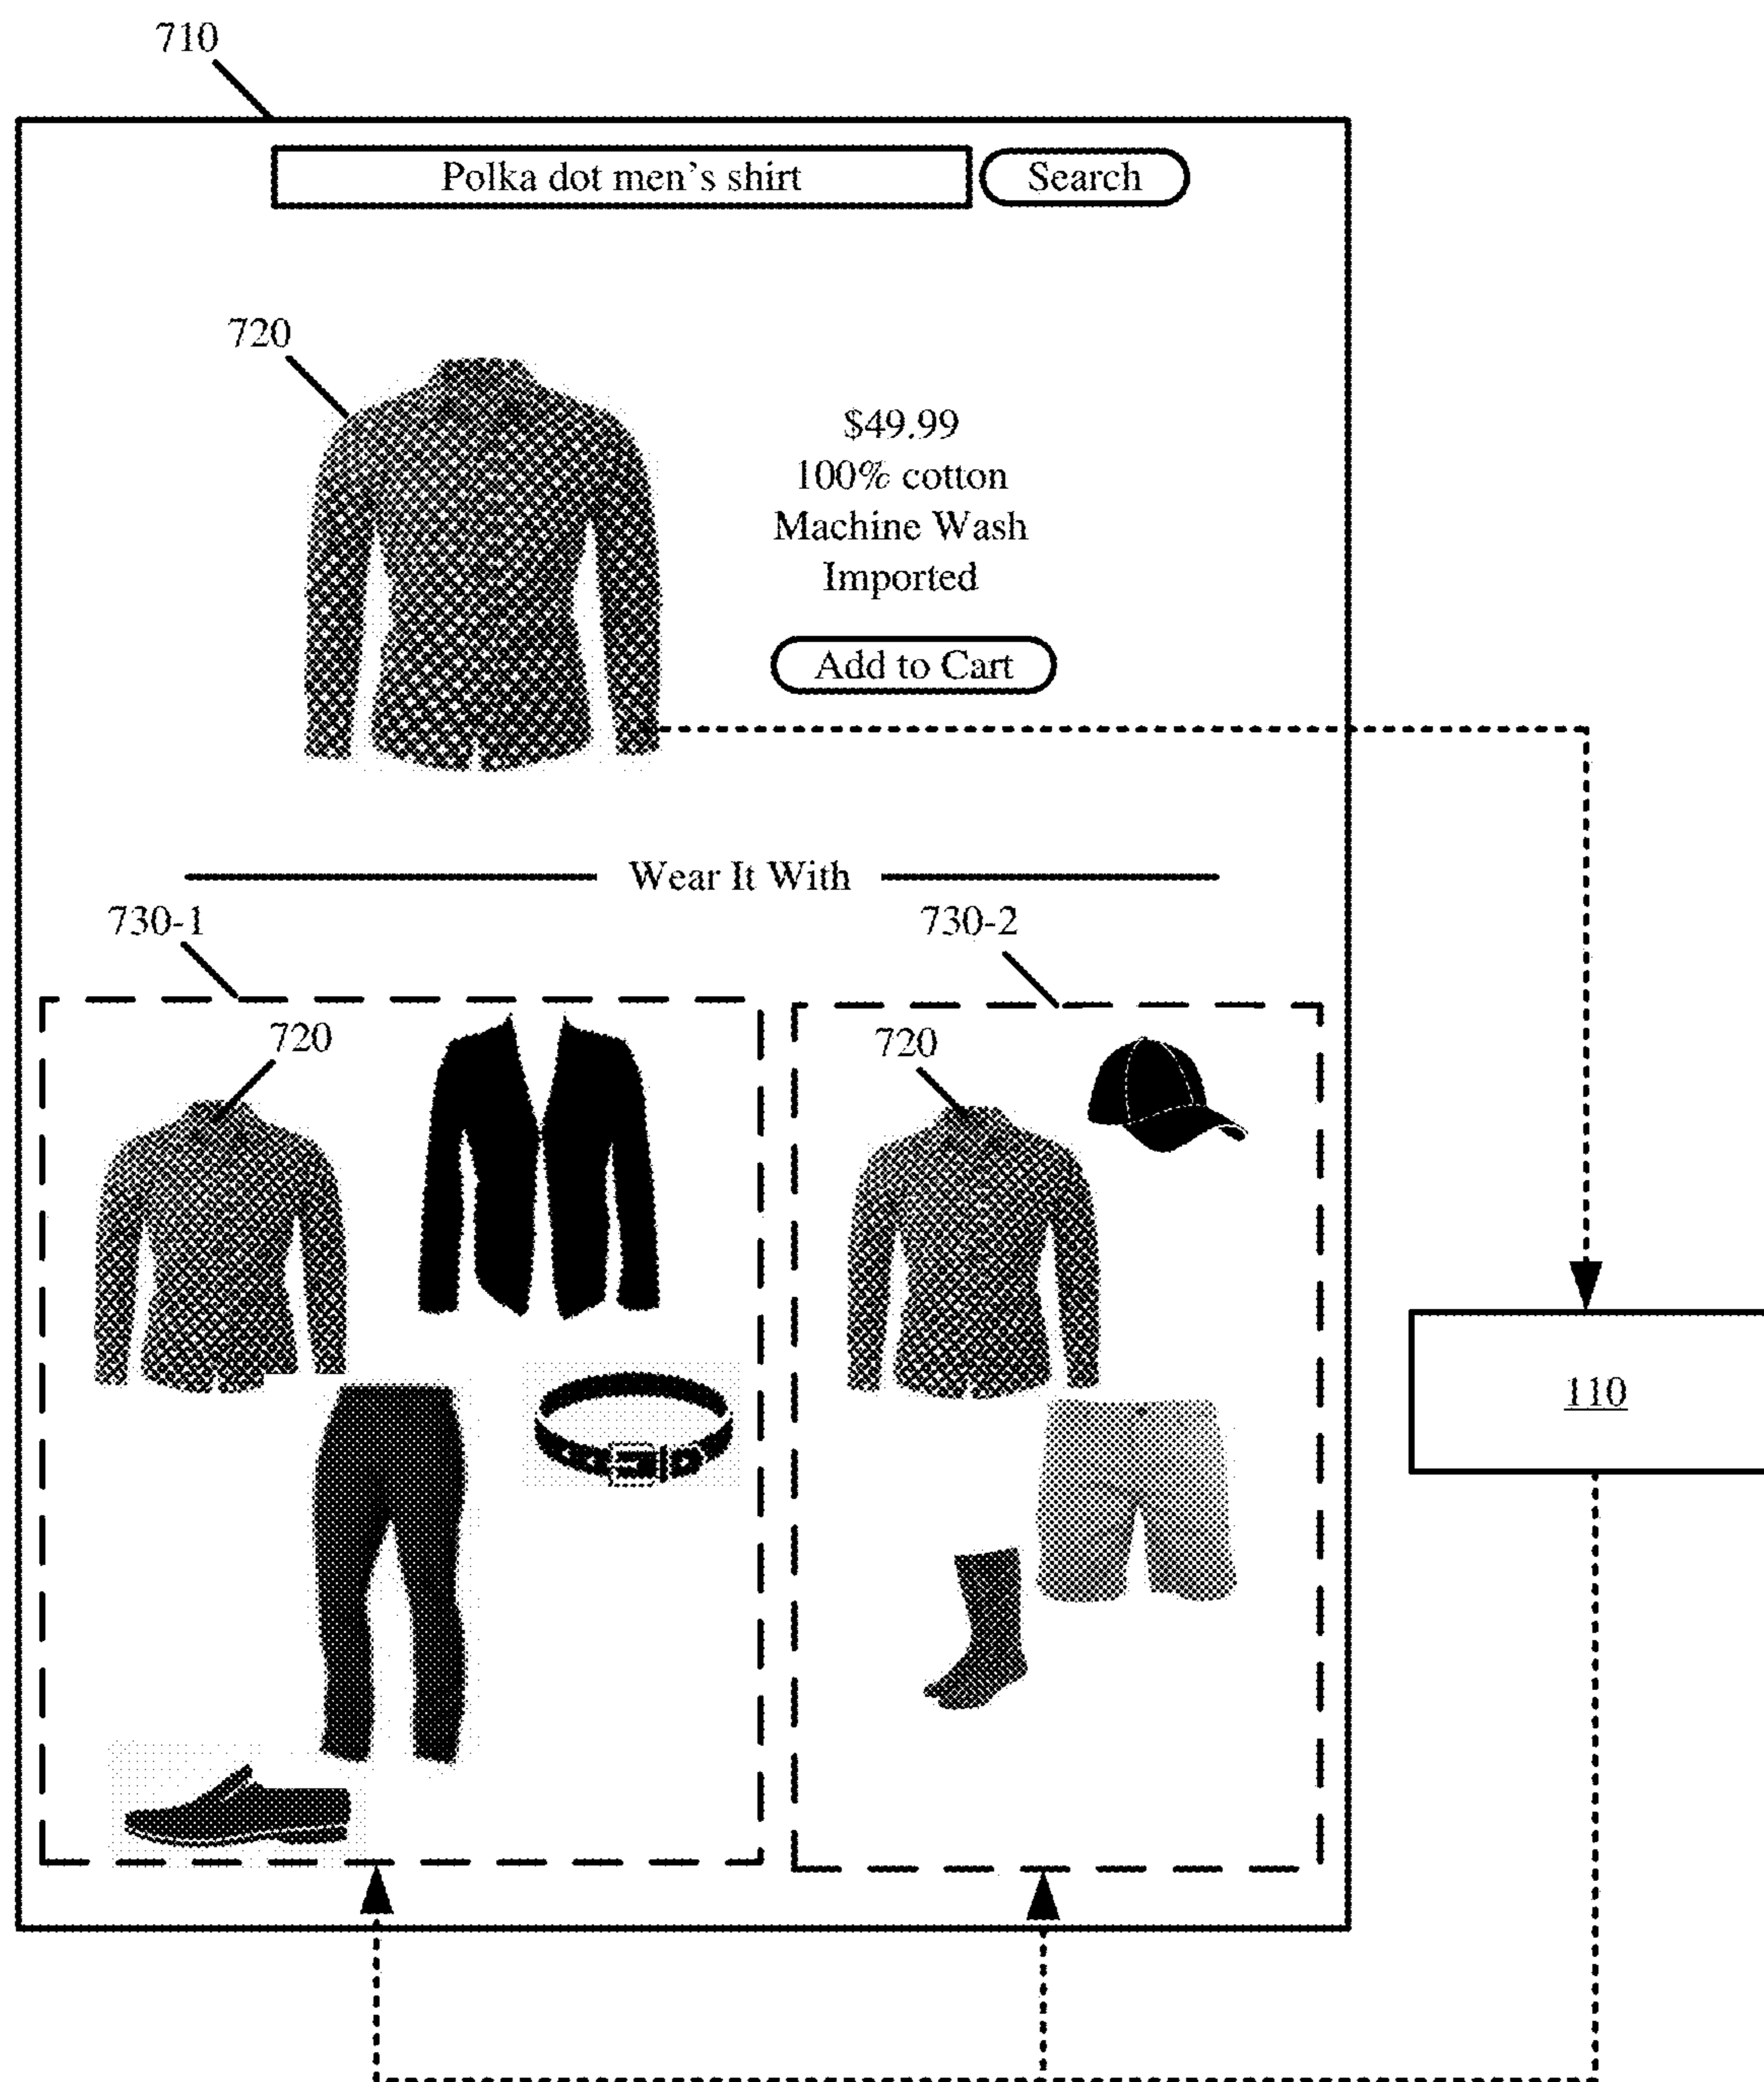 710
Polka dot men's shirt
Search
720
$49.99
100% cotton
Machine Wash
Imported
Add to Cart
Wear It With
730-1
730-2
720
720
110